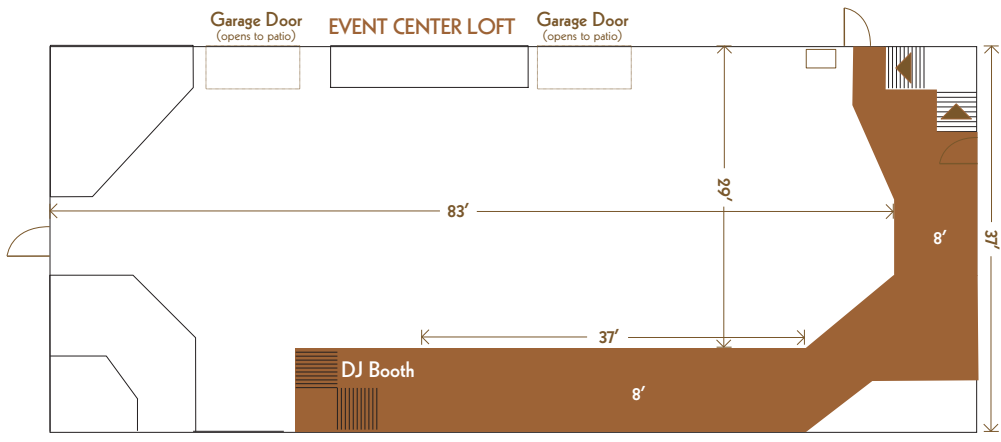 Garage Door
(opens to patio)
EVENT CENTER LOFT
Garage Door
(opens to patio)
83′
29′
8′
37′
37′
DJ Booth
8′